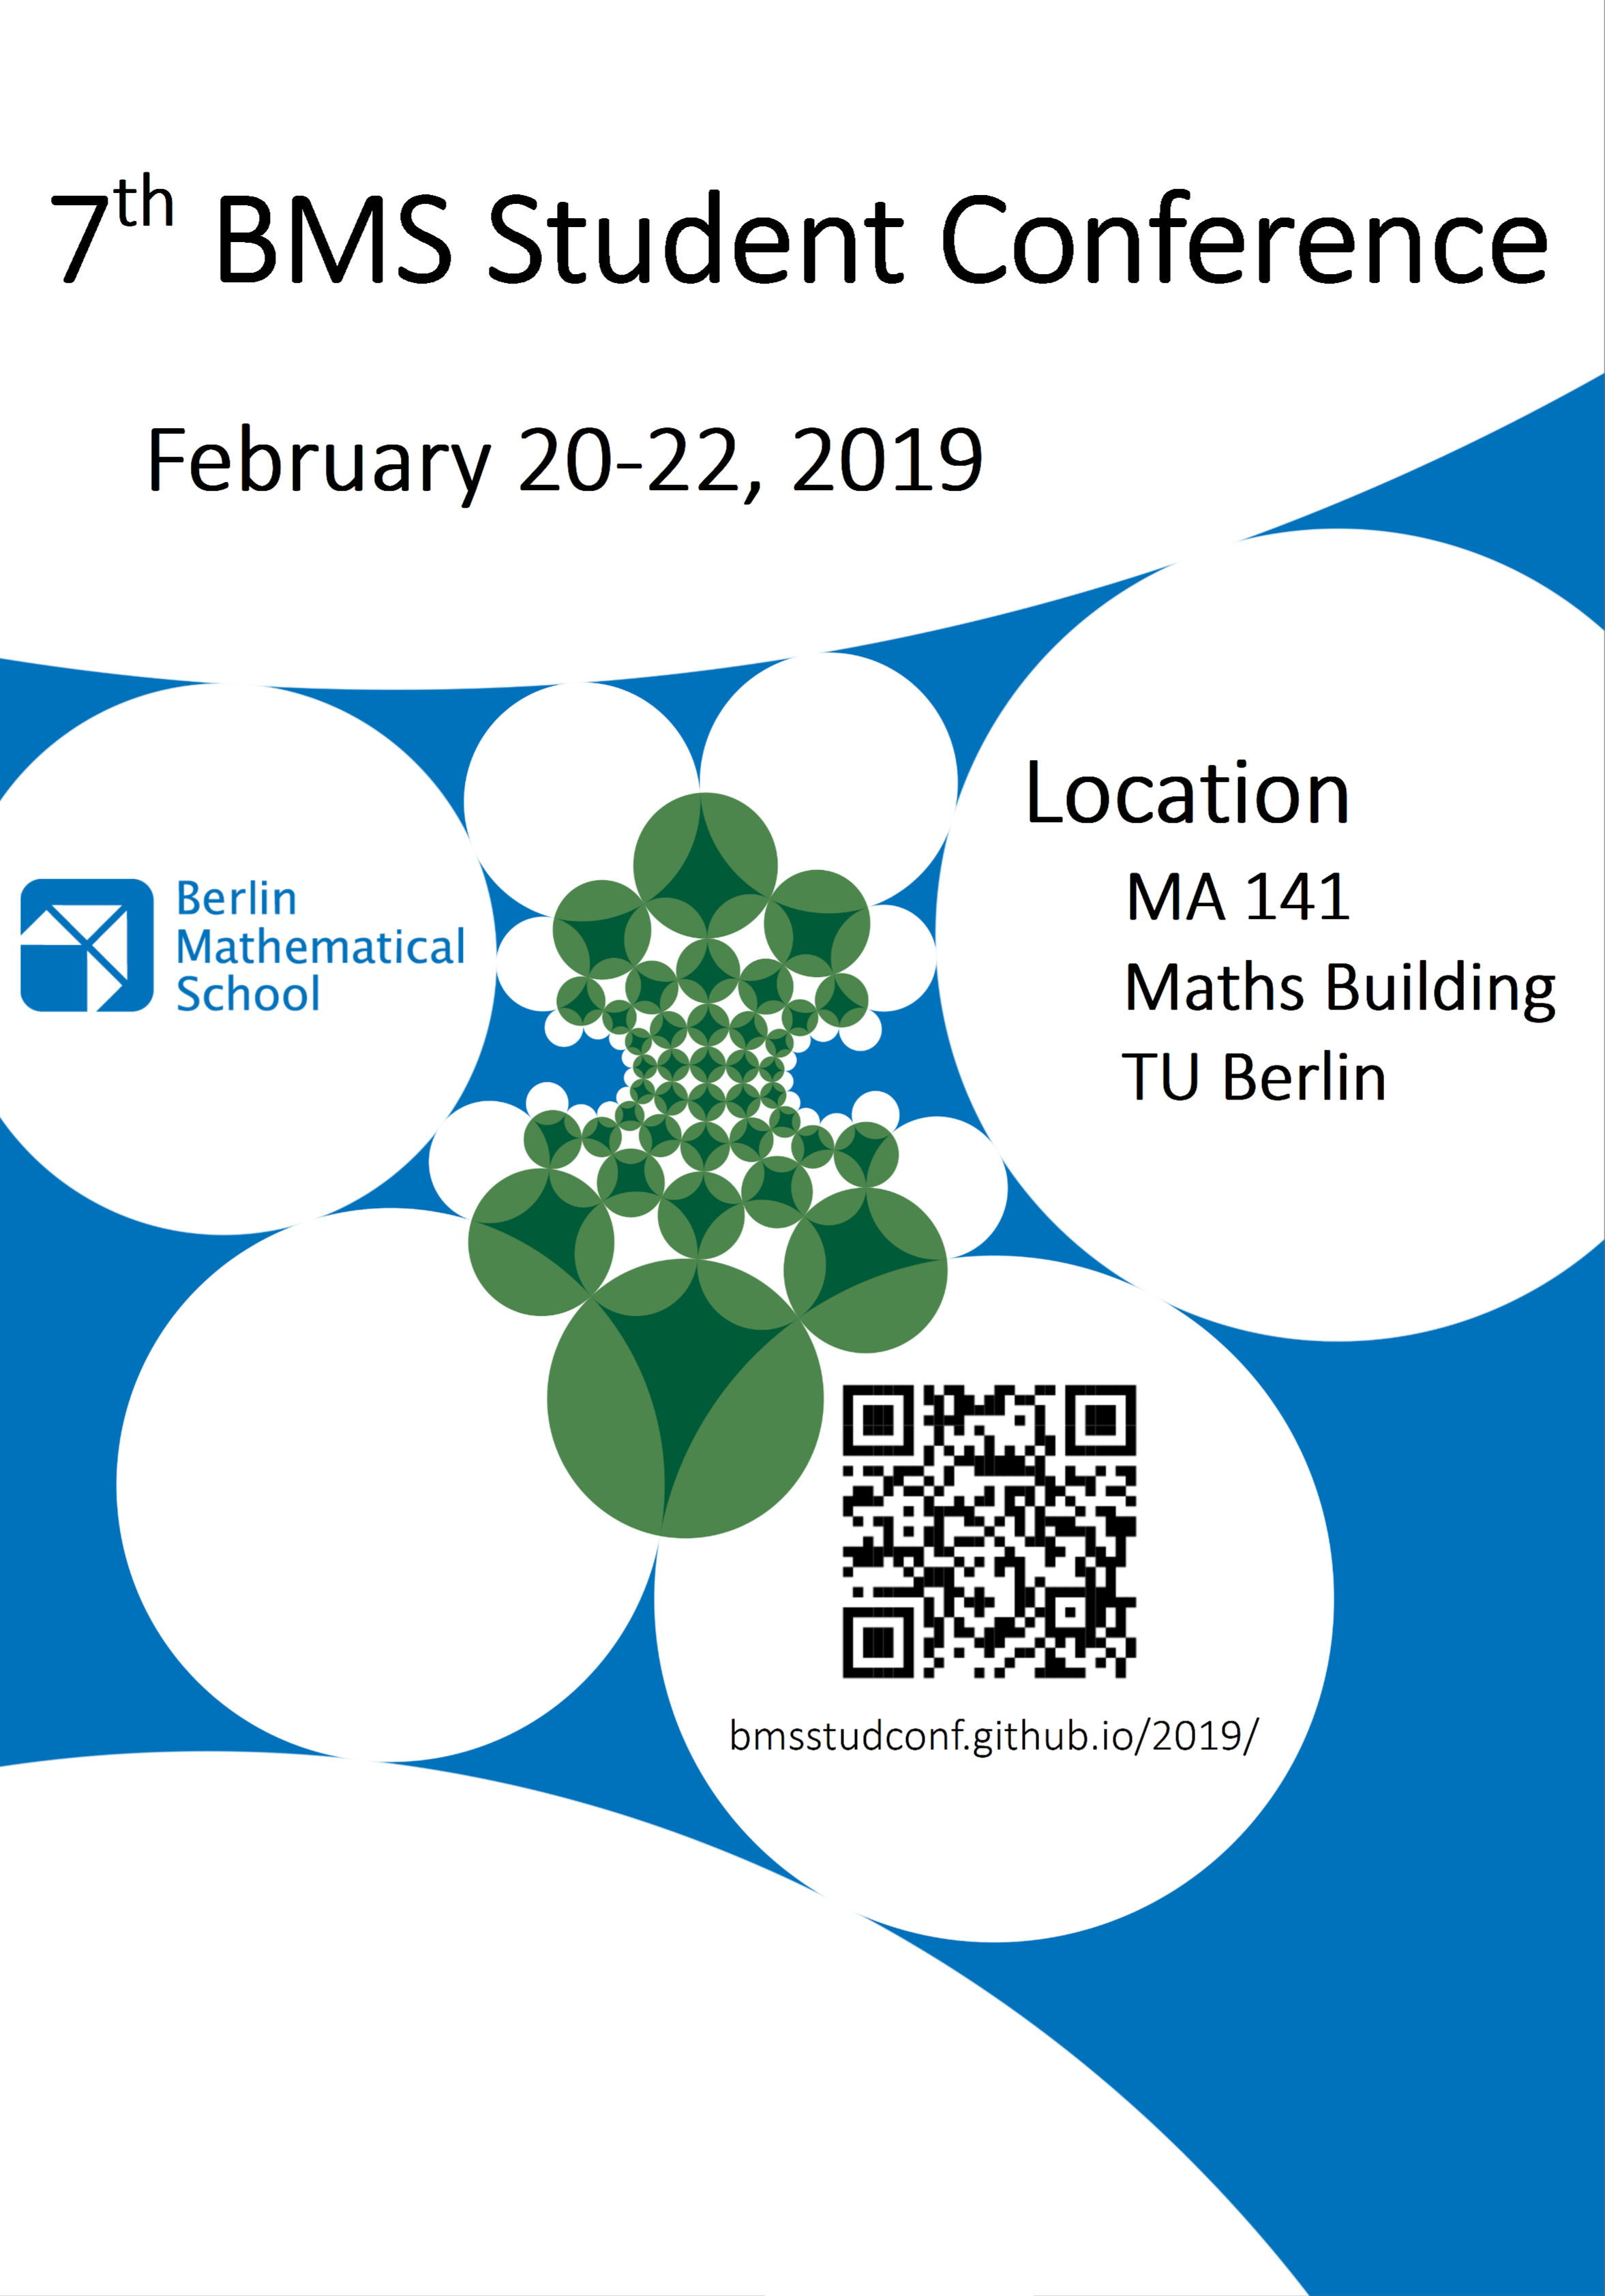 7th BMS Student Conference
February 20-22, 2019
Berlin
Mathematical
School
Location
MA 141
Maths Building
TU Berlin
bmsstudconf.github.io/2019/